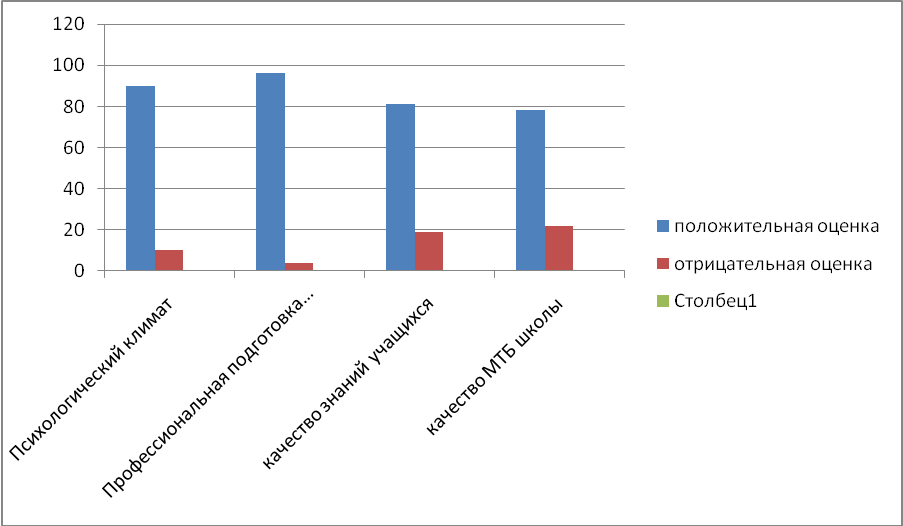 120
100
80
60
40
20
0
Психологический климат
Профессиональная подготовка...
качество знаний учащихся
качество МТБ школы
положительная оценка
отрицательная оценка
Столбец1